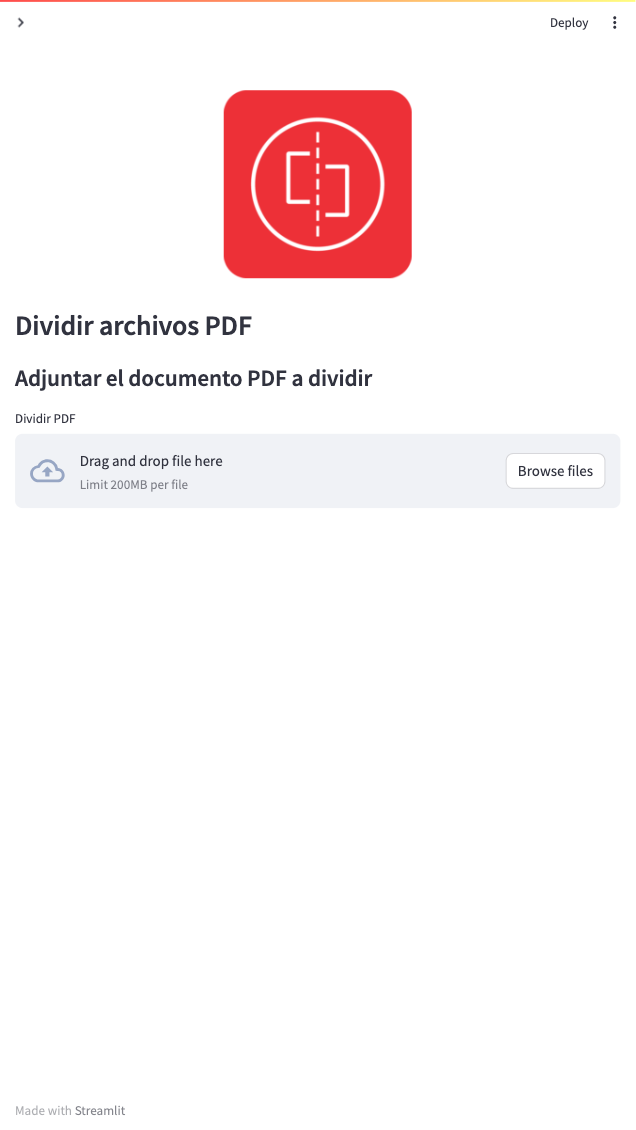 Deploy
Dividir archivos PDF
Adjuntar el documento PDF a dividir
Dividir PDF
Drag and drop file here
Limit 200MB per file
Browse files
Made with Streamlit